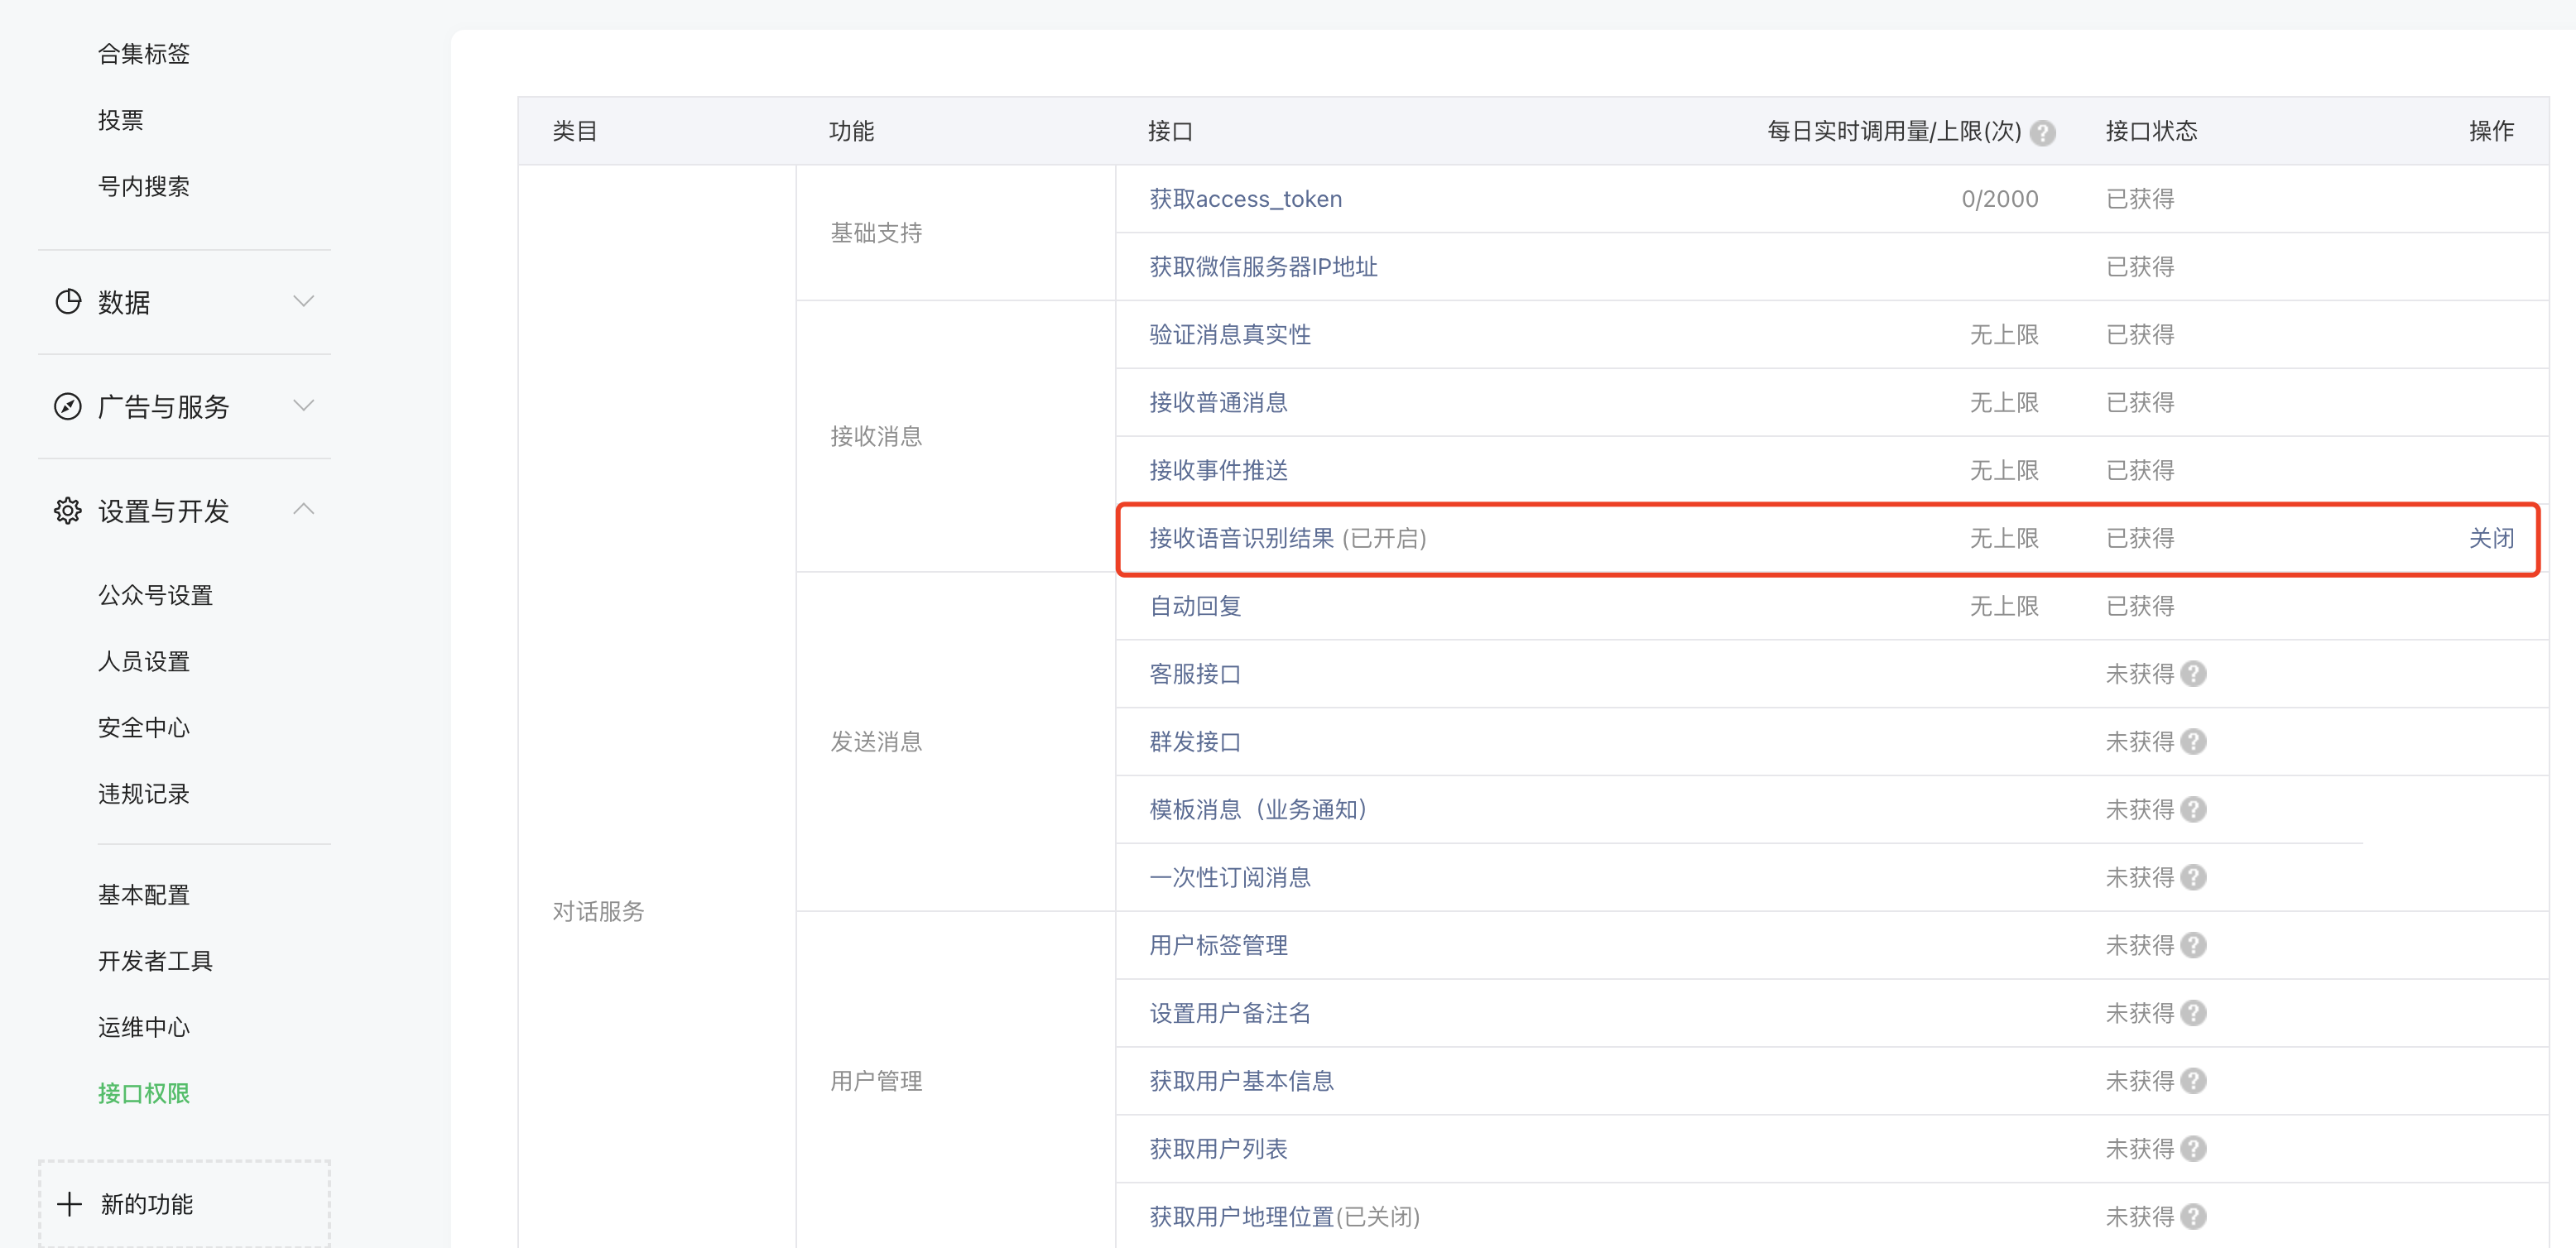 合集标签
投票
号内搜索
数据
广告与服务
设置与开发
公众号设置
人员设置
安全中心
违规记录
基本配置
开发者工具
运维中心
接口权限
新的功能
类目 功能 接口 每日实时调用量/上限(次) ? 接口状态 操作
对话服务
基础支持
获取access_token 0/2000 已获得
获取微信服务器IP地址 已获得
接收消息
验证消息真实性 无上限 已获得
接收普通消息 无上限 已获得
接收事件推送 无上限 已获得
接收语音识别结果 (已开启) 无上限 已获得 关闭
发送消息
自动回复 无上限 已获得
客服接口 未获得 ?
群发接口 未获得 ?
模板消息（业务通知） 未获得 ?
一次性订阅消息 未获得 ?
用户管理
用户标签管理 未获得 ?
设置用户备注名 未获得 ?
获取用户基本信息 未获得 ?
获取用户列表 未获得 ?
获取用户地理位置(已关闭) 未获得 ?